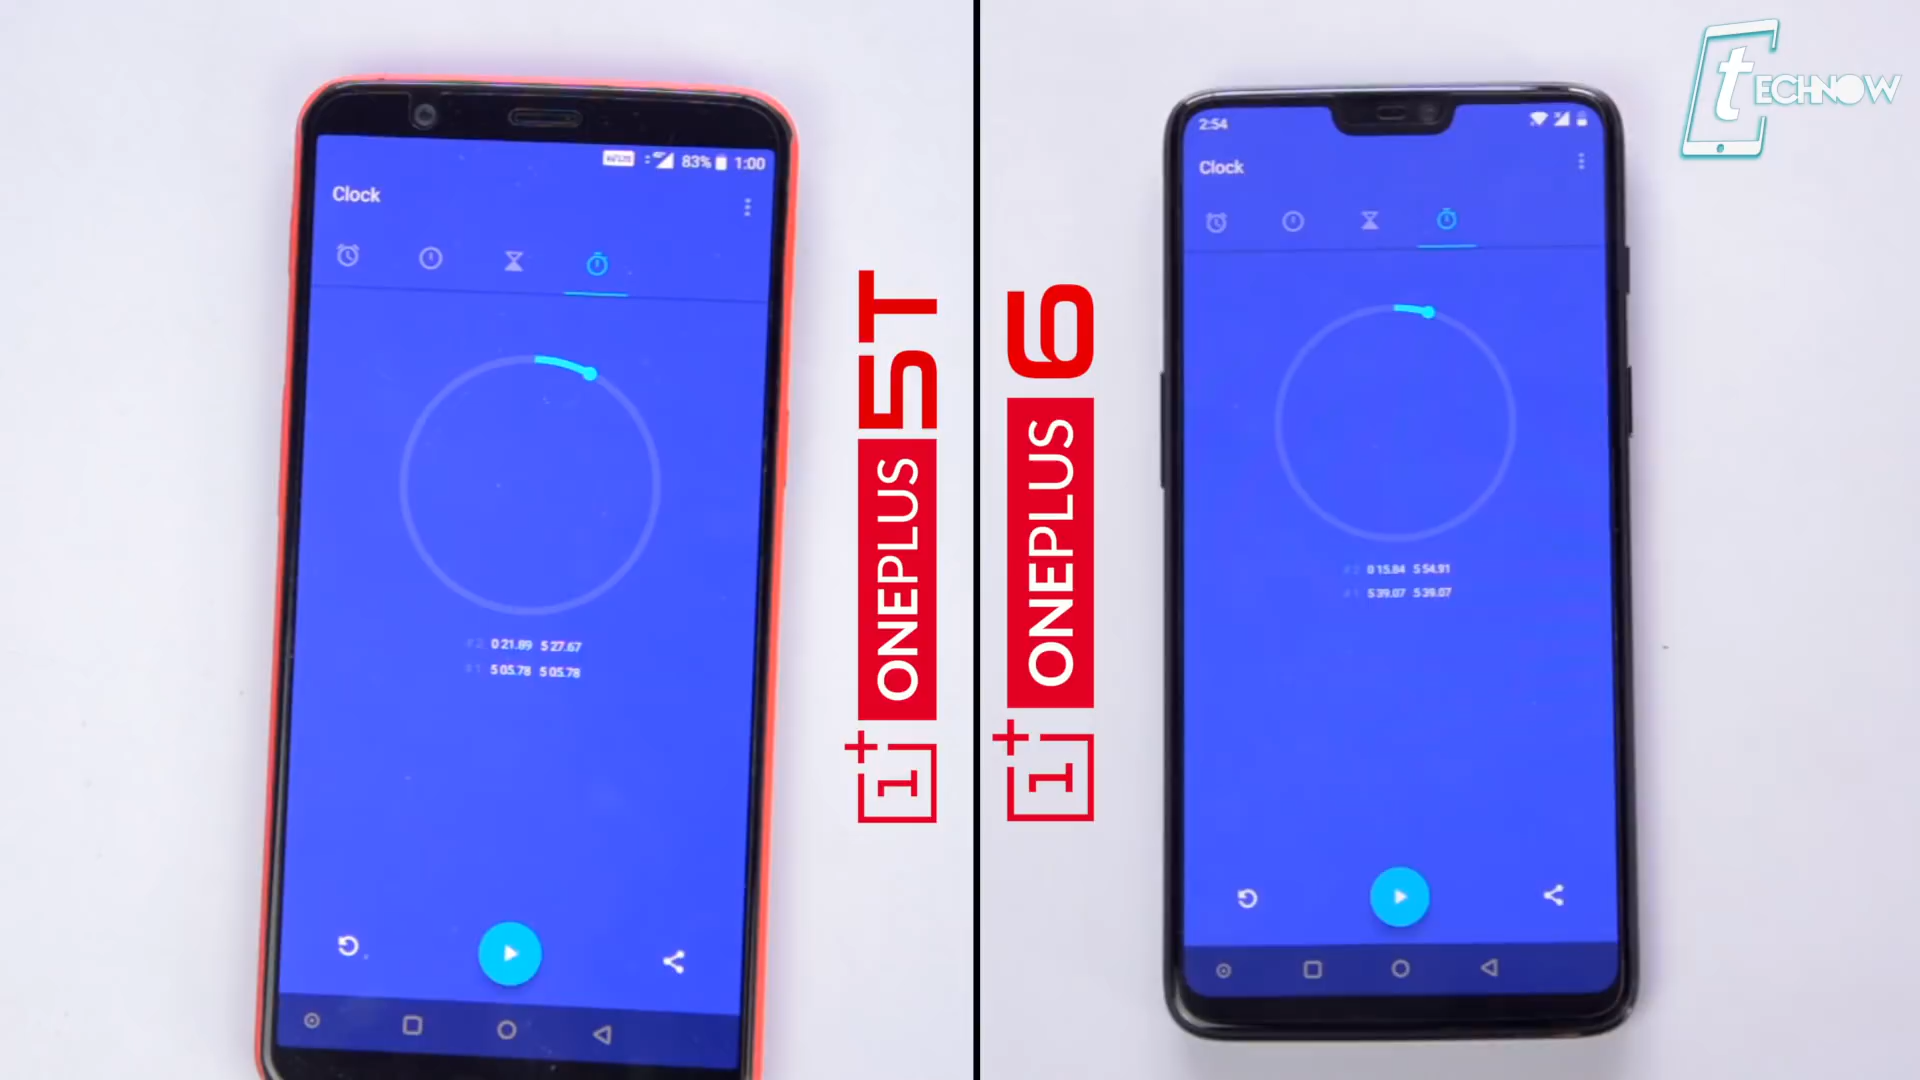 83% 1:00
Clock
0 21.89 5 27.67
5 05.78 5 05.78
ONEPLUS 5T
ONEPLUS 6
2:54
Clock
0 15.84 5 54.91
5 39.07 5 39.07
tECHNOW